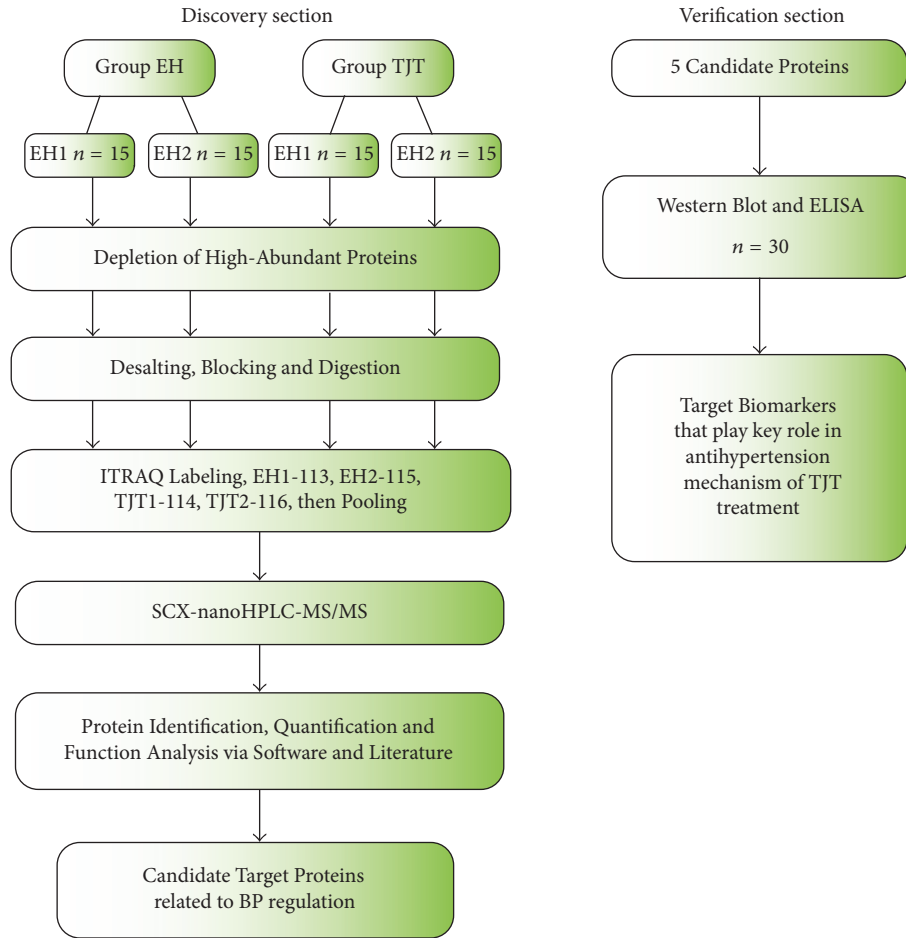 Discovery section
Group EH
Group TJT
EH1 n = 15
EH2 n = 15
EH1 n = 15
EH2 n = 15
Depletion of High-Abundant Proteins
Desalting, Blocking and Digestion
ITRAQ Labeling, EH1-113, EH2-115,
TJT1-114, TJT2-116, then Pooling
SCX-nanoHPLC-MS/MS
Protein Identification, Quantification and
Function Analysis via Software and Literature
Candidate Target Proteins
related to BP regulation
Verification section
5 Candidate Proteins
Western Blot and ELISA
n = 30
Target Biomarkers
that play key role in
antihypertension
mechanism of TJT
treatment